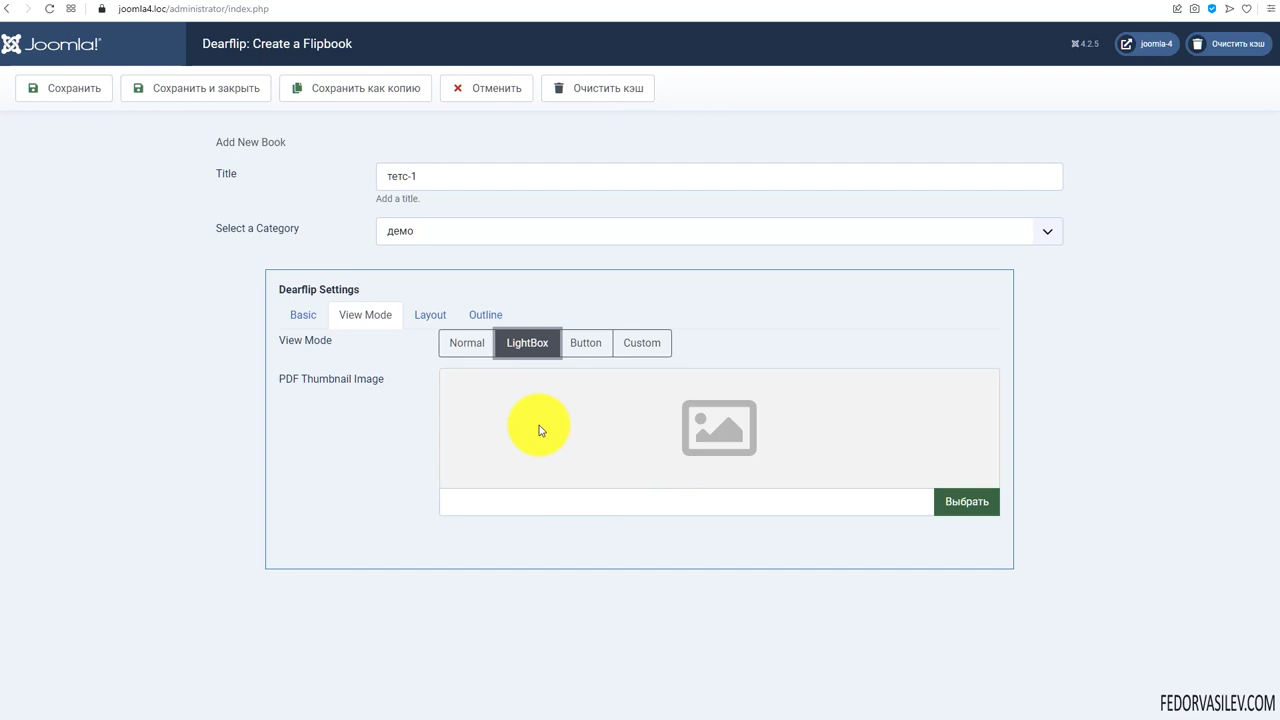 joomla4.loc/administrator/index.php
Joomla!®
Dearflip: Create a Flipbook
4.2.5
joomla-4
Очистить кэш
Сохранить
Сохранить и закрыть
Сохранить как копию
Отменить
Очистить кэш
Add New Book
Title
тетс-1
Add a title.
Select a Category
демо
Dearflip Settings
Basic
View Mode
Layout
Outline
View Mode
Normal
LightBox
Button
Custom
PDF Thumbnail Image
Выбрать
FEDORVASILEV.COM